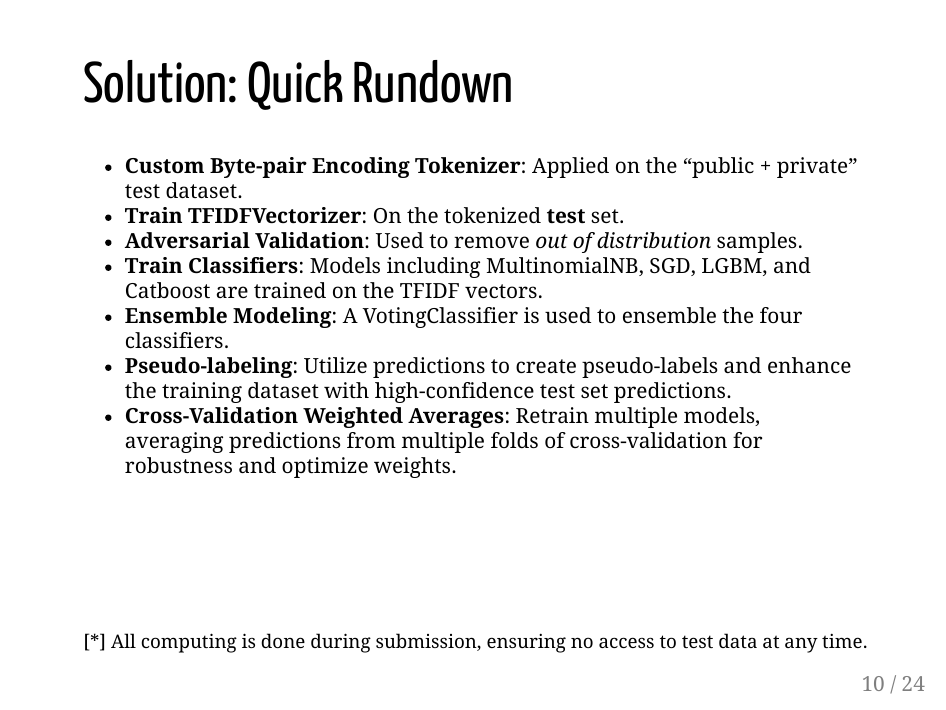 Solution: Quick Rundown
• Custom Byte-pair Encoding Tokenizer: Applied on the “public + private”
test dataset.
• Train TFIDFVectorizer: On the tokenized test set.
• Adversarial Validation: Used to remove out of distribution samples.
• Train Classifiers: Models including MultinomialNB, SGD, LGBM, and
Catboost are trained on the TFIDF vectors.
• Ensemble Modeling: A VotingClassifier is used to ensemble the four
classifiers.
• Pseudo-labeling: Utilize predictions to create pseudo-labels and enhance
the training dataset with high-confidence test set predictions.
• Cross-Validation Weighted Averages: Retrain multiple models,
averaging predictions from multiple folds of cross-validation for
robustness and optimize weights.
[*] All computing is done during submission, ensuring no access to test data at any time.
10 / 24